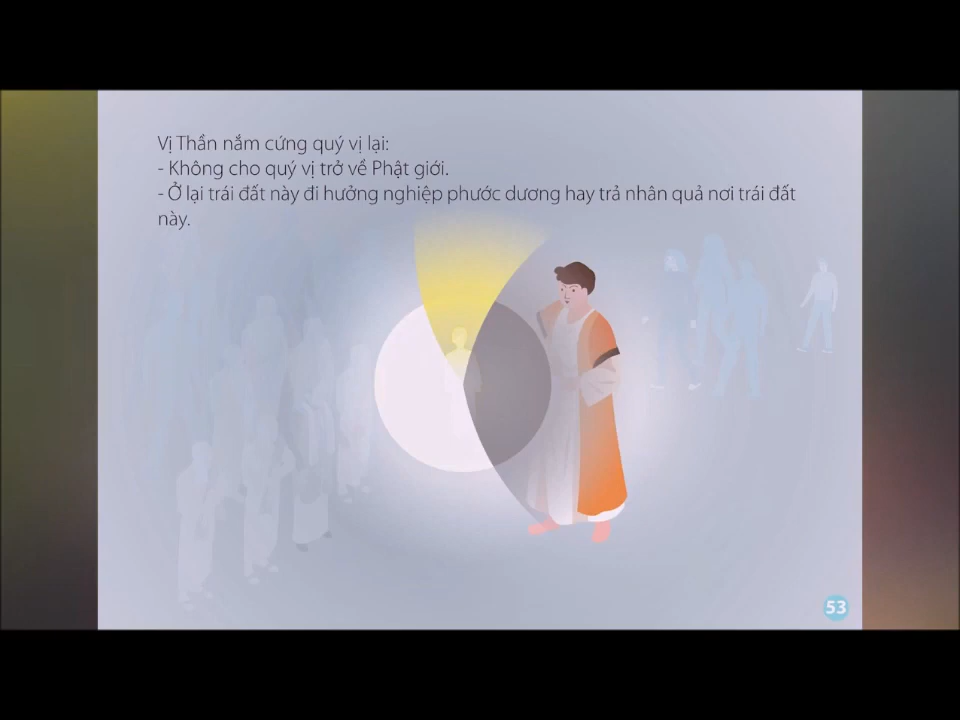 Vị Thần nắm cứng quý vị lại:
- Không cho quý vị trở về Phật giới.
- Ở lại trái đất này đi hưởng nghiệp phước dương hay trả nhân quả nơi trái đất
này.
53